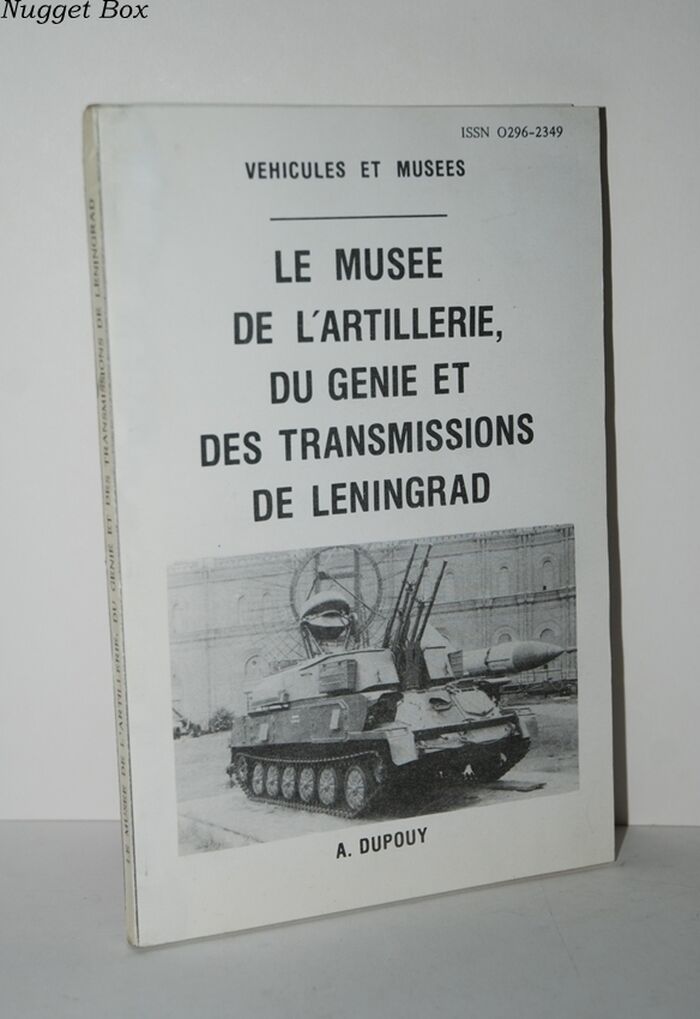 Nugget Box
ISSN O296-2349
VEHICULES ET MUSEES
LE MUSEE
DE L'ARTILLERIE,
DU GENIE ET
DES TRANSMISSIONS
DE LENINGRAD
A. DUPOUY
LE MUSEE DE L'ARTILLERIE, DU GENIE ET DES TRANSMISSIONS DE LENINGRAD